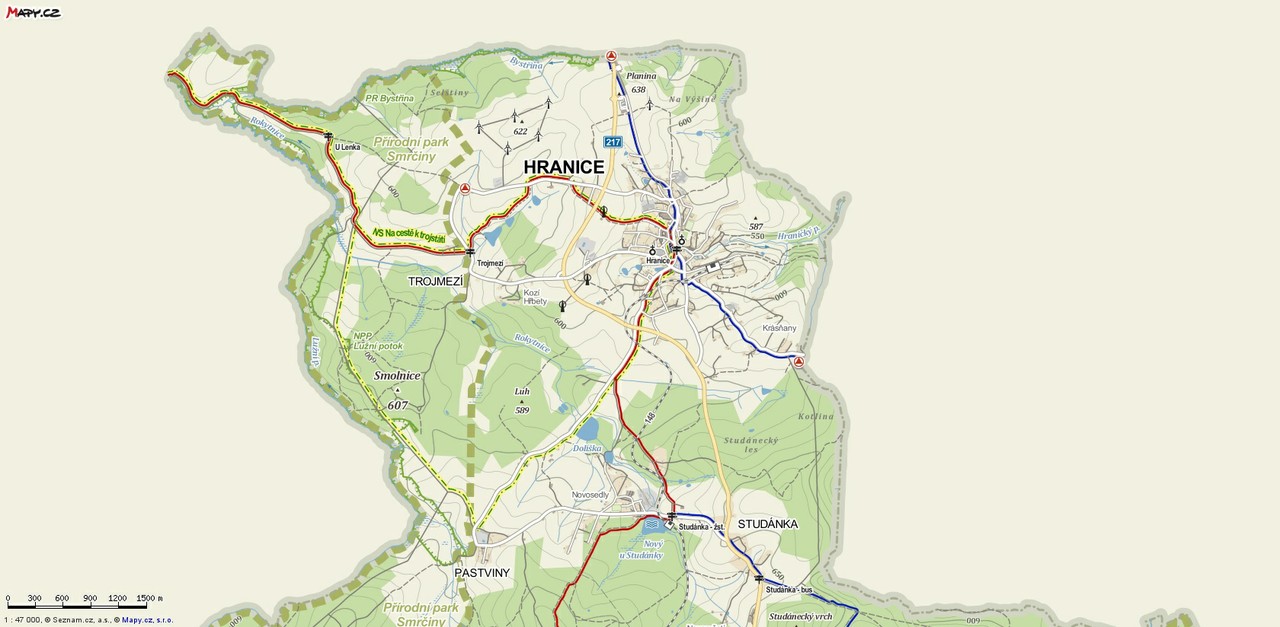 MAPY.CZ
Bystřina
Planina
638
Selštiny
PR Bystřina
Na Výšině
600
622
Rokytnice
U Lenka
Přírodní park
Smrčiny
217
HRANICE
600
587
550
Hranický P.
NS Na cestě k trojstátí
Trojmezí
Hranice
TROJMEZÍ
Kozí
Hřbety
600
600
Krásňany
Rokytnice
Lužní p.
NPP
Lužní potok
600
Smolnice
607
Luh
589
148
Kotlina
Studánecký
les
Dolíška
Novosedly
STUDÁNKA
Studánka - žst.
Nový
u Studánky
PASTVINY
650
Studánka - bus
Přírodní park
Smrčiny
Studánecký vrch
600
600
0 300 600 900 1200 1500 m
1 : 47 000, © Seznam.cz, a.s., © Mapy.cz, s.r.o.